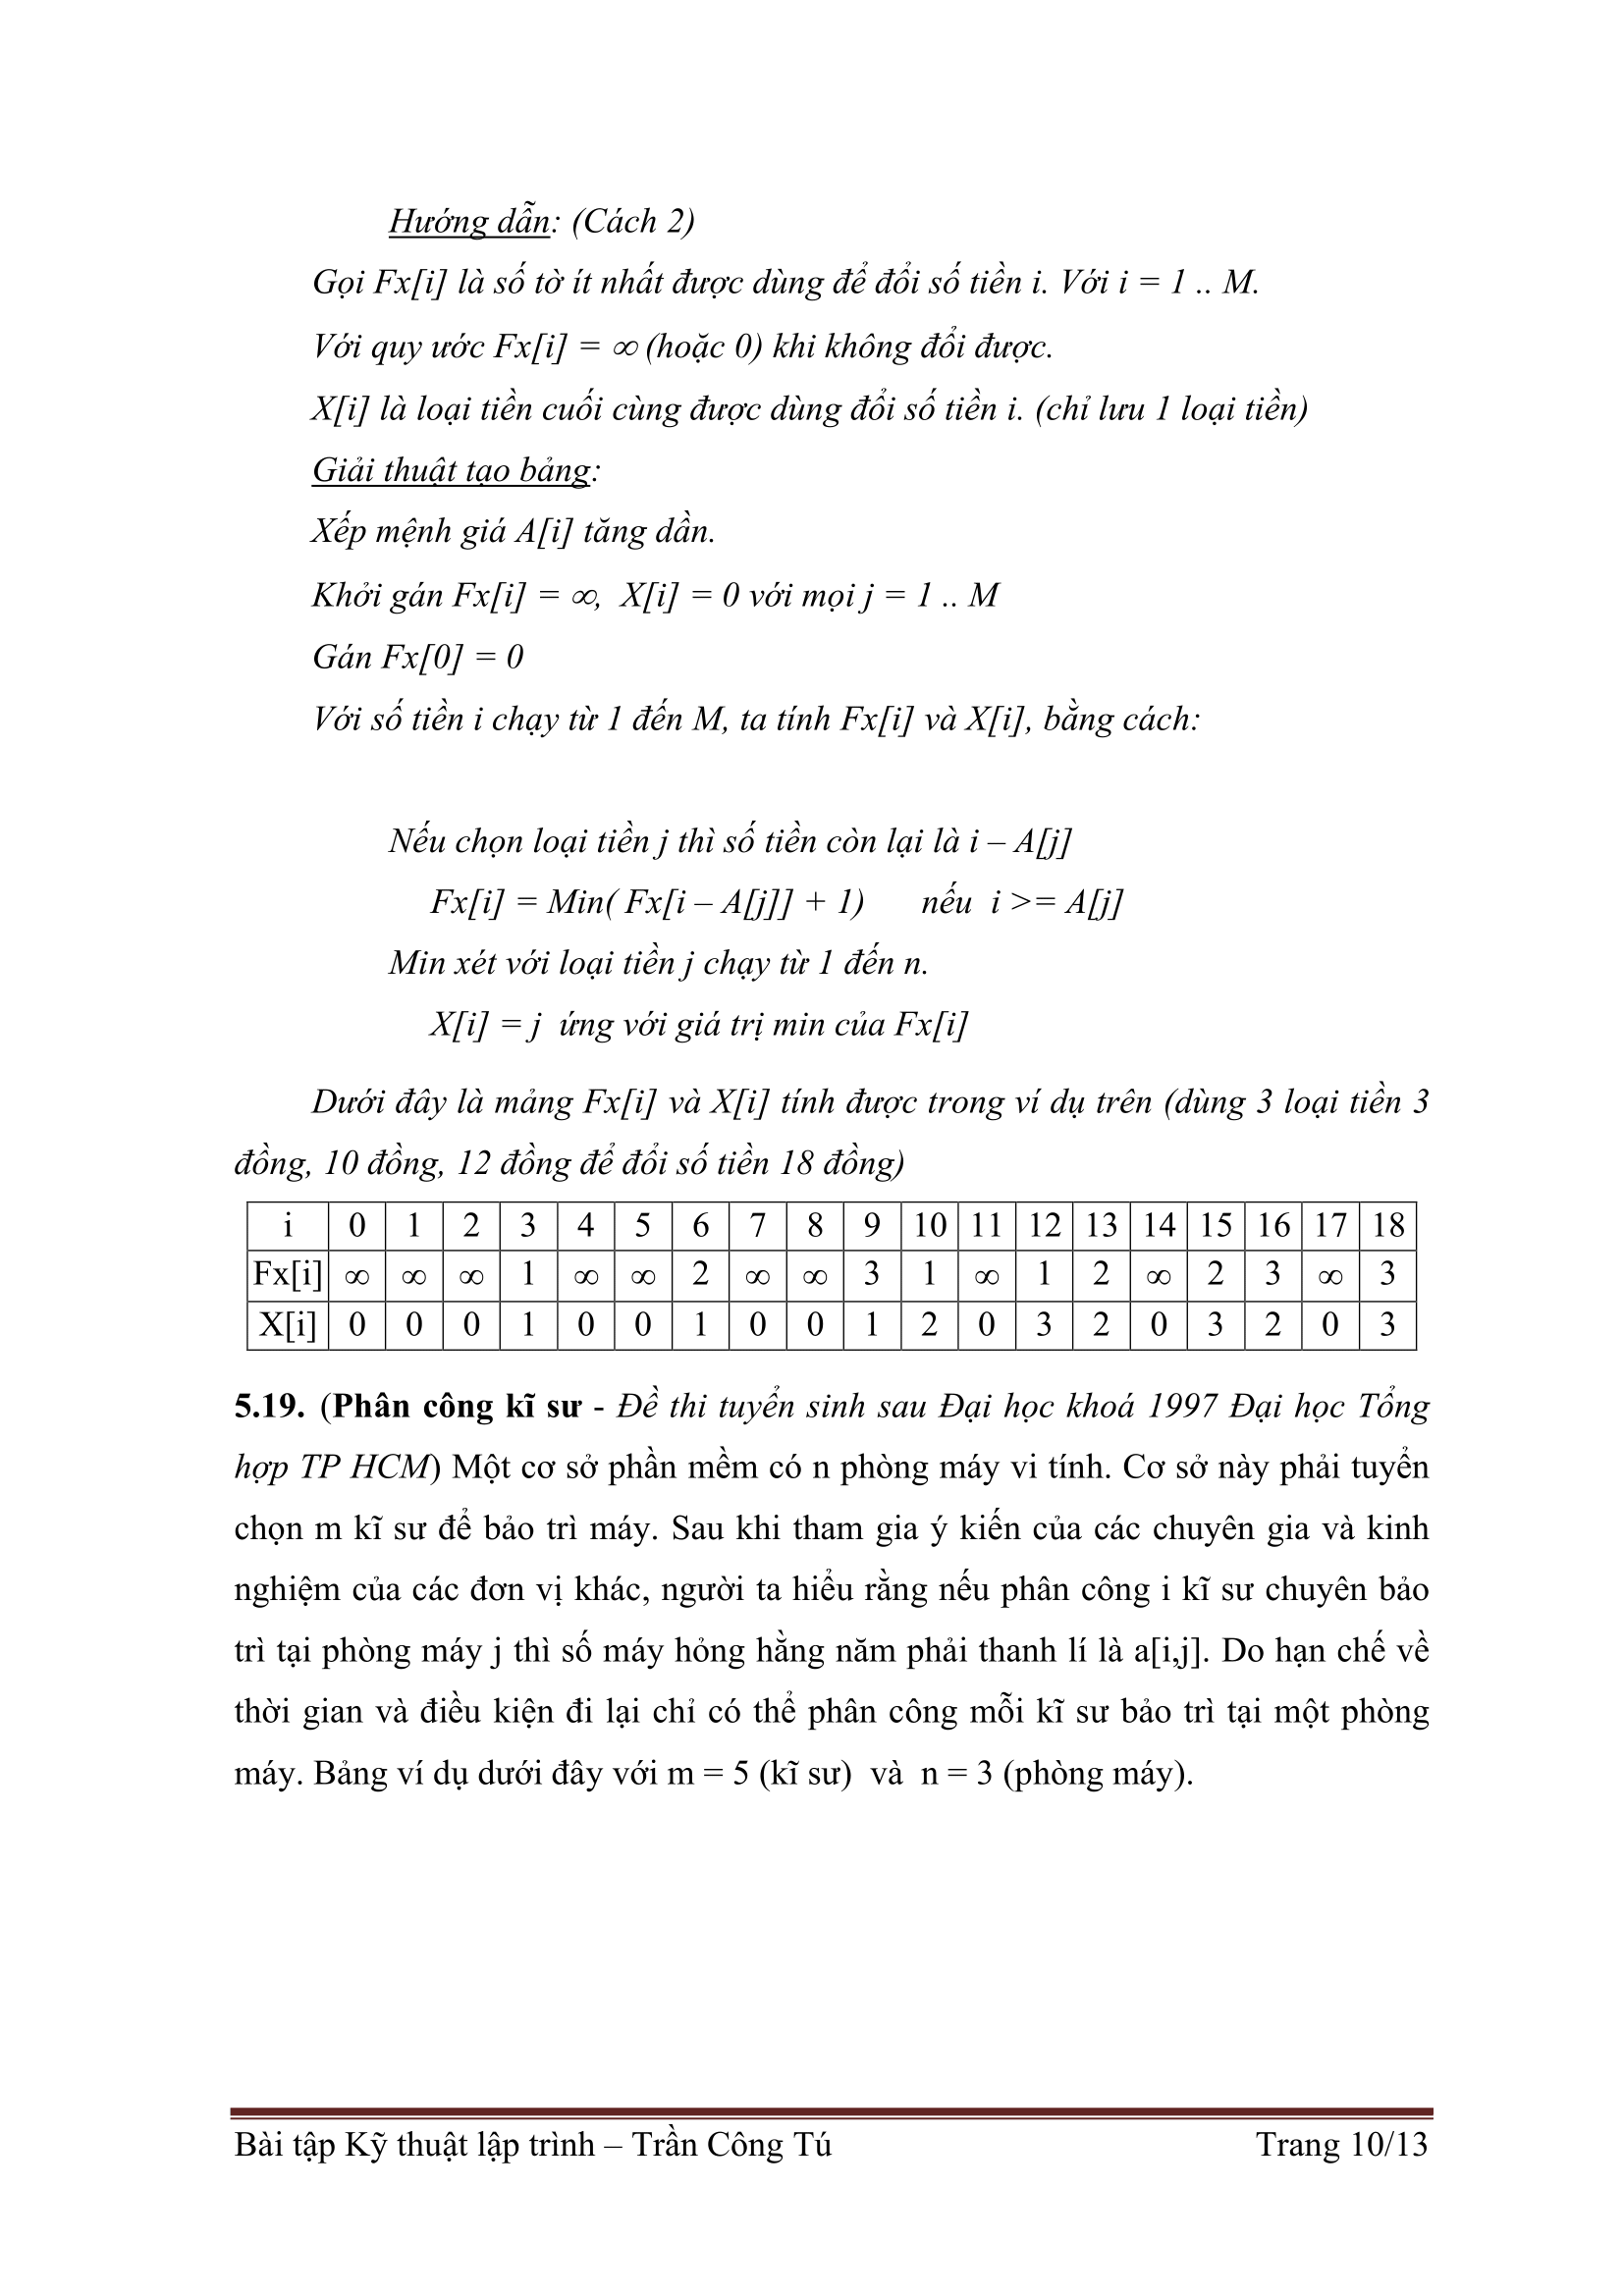 Hướng dẫn: (Cách 2)
Gọi Fx[i] là số tờ ít nhất được dùng để đổi số tiền i. Với i = 1 .. M.
Với quy ước Fx[i] = ∞ (hoặc 0) khi không đổi được.
X[i] là loại tiền cuối cùng được dùng đổi số tiền i. (chỉ lưu 1 loại tiền)
Giải thuật tạo bảng:
Xếp mệnh giá A[i] tăng dần.
Khởi gán Fx[i] = ∞, X[i] = 0 với mọi j = 1 .. M
Gán Fx[0] = 0
Với số tiền i chạy từ 1 đến M, ta tính Fx[i] và X[i], bằng cách:
Nếu chọn loại tiền j thì số tiền còn lại là i – A[j]
Fx[i] = Min( Fx[i – A[j]] + 1) nếu i >= A[j]
Min xét với loại tiền j chạy từ 1 đến n.
X[i] = j ứng với giá trị min của Fx[i]
Dưới đây là mảng Fx[i] và X[i] tính được trong ví dụ trên (dùng 3 loại tiền 3
đồng, 10 đồng, 12 đồng để đổi số tiền 18 đồng)
i 0 1 2 3 4 5 6 7 8 9 10 11 12 13 14 15 16 17 18
Fx[i] ∞ ∞ ∞ 1 ∞ ∞ 2 ∞ ∞ 3 1 ∞ 1 2 ∞ 2 3 ∞ 3
X[i] 0 0 0 1 0 0 1 0 0 1 2 0 3 2 0 3 2 0 3
5.19. (Phân công kĩ sư - Đề thi tuyển sinh sau Đại học khoá 1997 Đại học Tổng
hợp TP HCM) Một cơ sở phần mềm có n phòng máy vi tính. Cơ sở này phải tuyển
chọn m kĩ sư để bảo trì máy. Sau khi tham gia ý kiến của các chuyên gia và kinh
nghiệm của các đơn vị khác, người ta hiểu rằng nếu phân công i kĩ sư chuyên bảo
trì tại phòng máy j thì số máy hỏng hằng năm phải thanh lí là a[i,j]. Do hạn chế về
thời gian và điều kiện đi lại chỉ có thể phân công mỗi kĩ sư bảo trì tại một phòng
máy. Bảng ví dụ dưới đây với m = 5 (kĩ sư) và n = 3 (phòng máy).
Bài tập Kỹ thuật lập trình – Trần Công Tú Trang 10/13